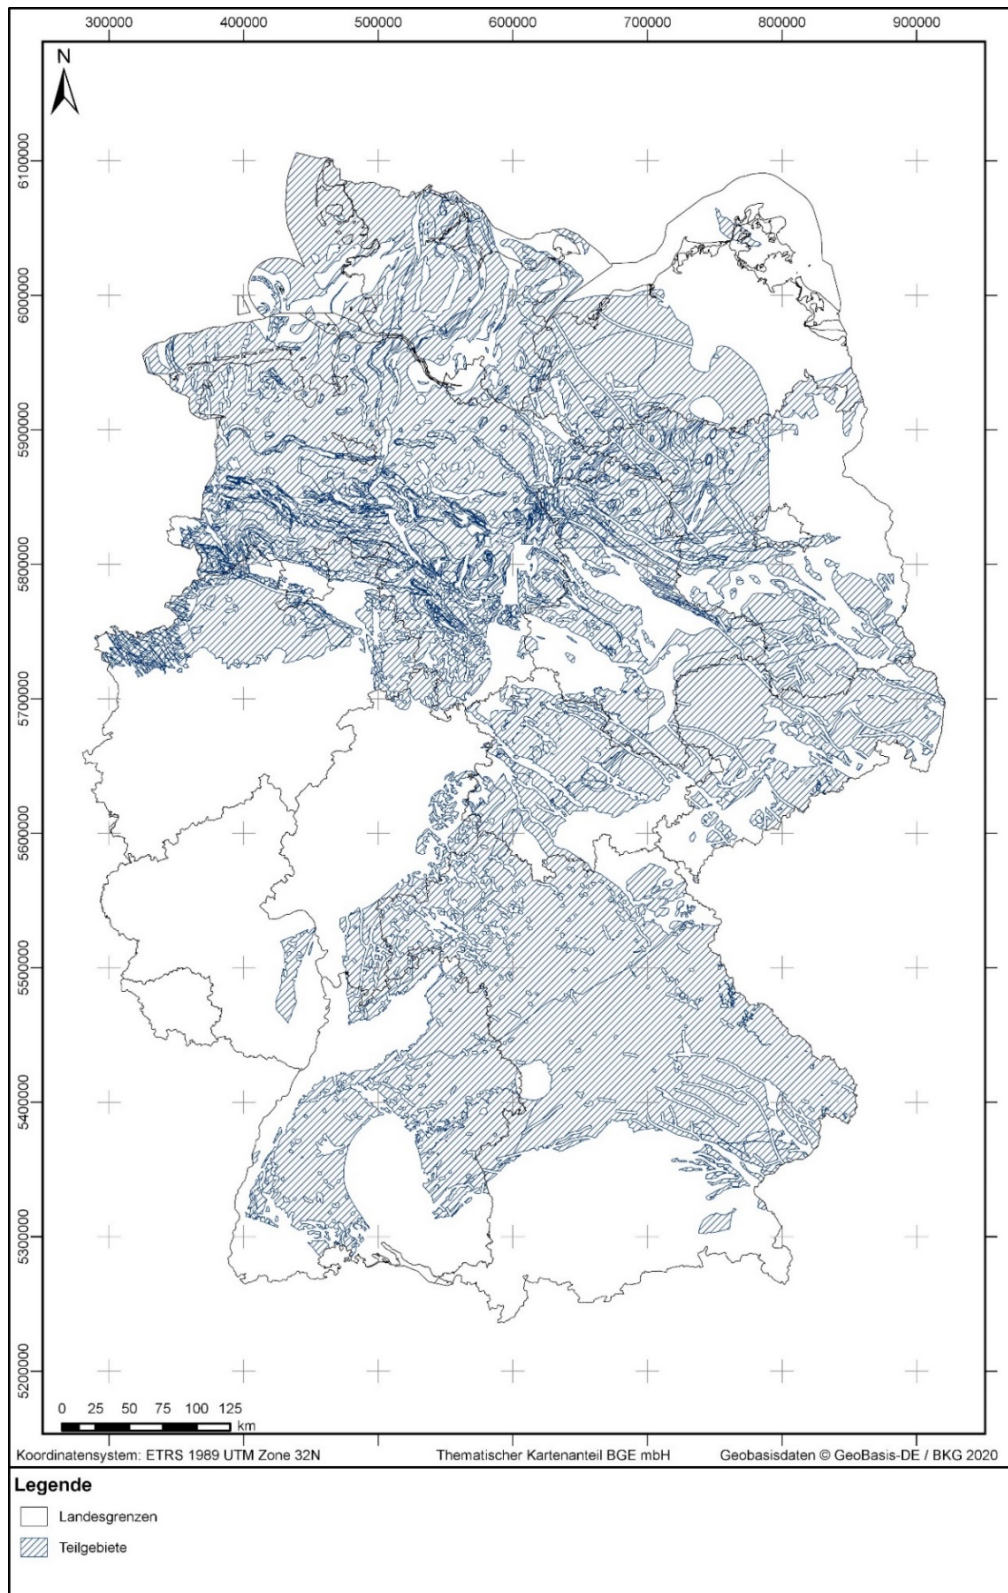 300000 400000 500000 600000 700000 800000 900000
N
6100000
6000000
5900000
5800000
5700000
5600000
5500000
5400000
5300000
5200000
0 25 50 75 100 125
km
Koordinatensystem: ETRS 1989 UTM Zone 32N Thematischer Kartenanteil BGE mbH Geobasisdaten © GeoBasis-DE / BKG 2020
Legende
Landesgrenzen
Teilgebiete